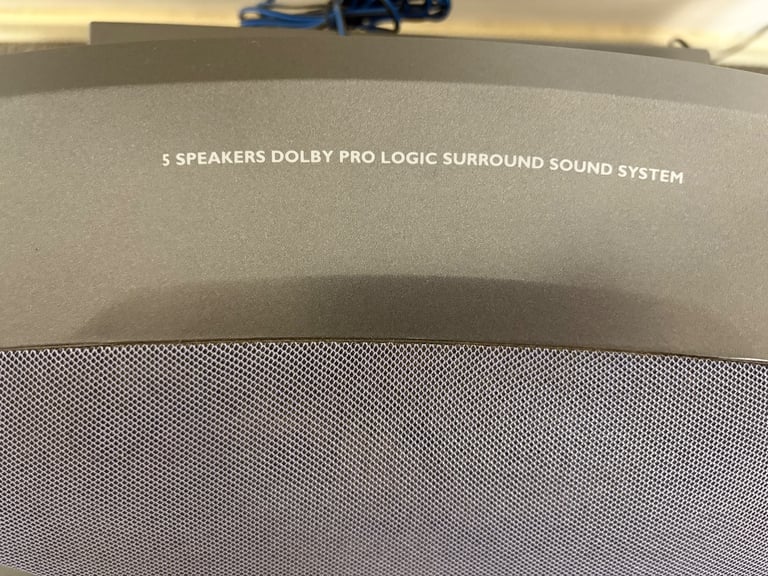 5 SPEAKERS DOLBY PRO LOGIC SURROUND SOUND SYSTEM